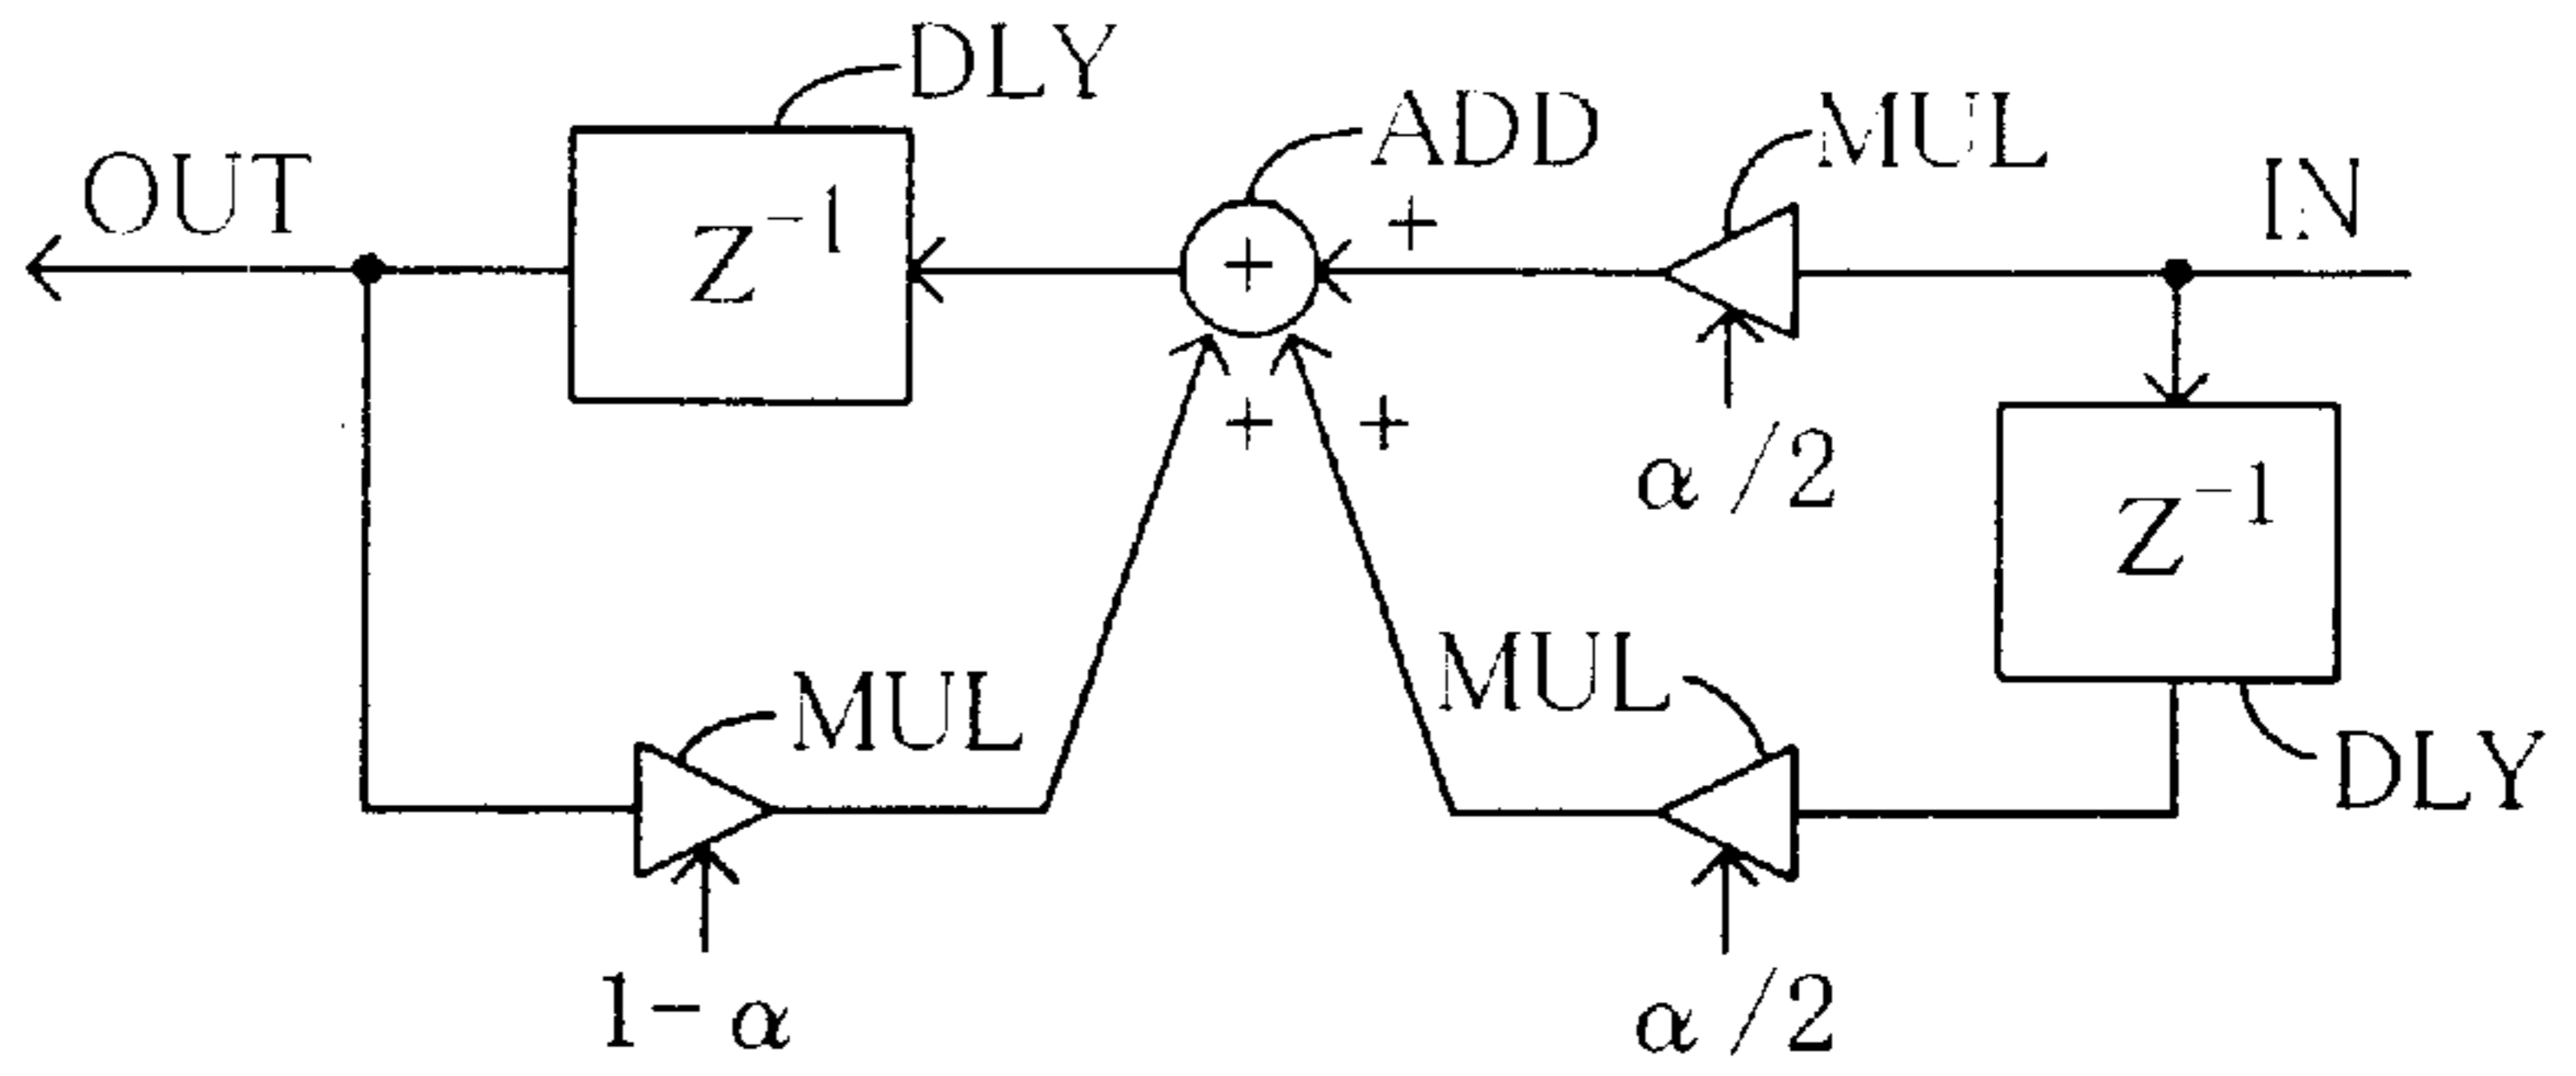 DLY
OUT
ADD
MUL
IN
Z⁻¹
+
+
+
+
α/2
Z⁻¹
MUL
MUL
DLY
1-α
α/2